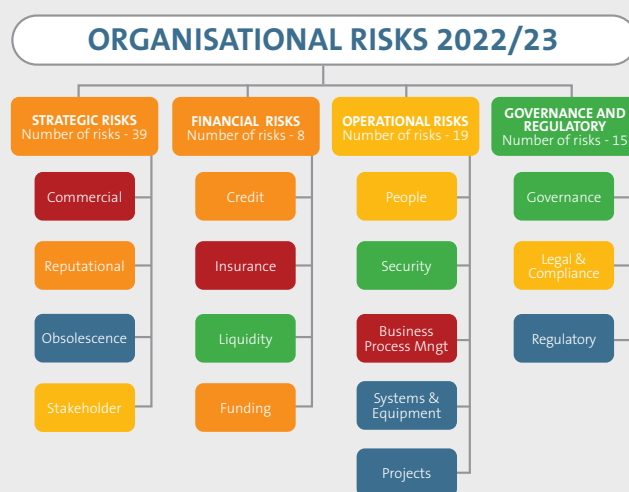 ORGANISATIONAL RISKS 2022/23
STRATEGIC RISKS
Number of risks - 39
Commercial
Reputational
Obsolescence
Stakeholder
FINANCIAL RISKS
Number of risks - 8
Credit
Insurance
Liquidity
Funding
OPERATIONAL RISKS
Number of risks - 19
People
Security
Business
Process Mngt
Systems &
Equipment
Projects
GOVERNANCE AND
REGULATORY
Number of risks - 15
Governance
Legal &
Compliance
Regulatory